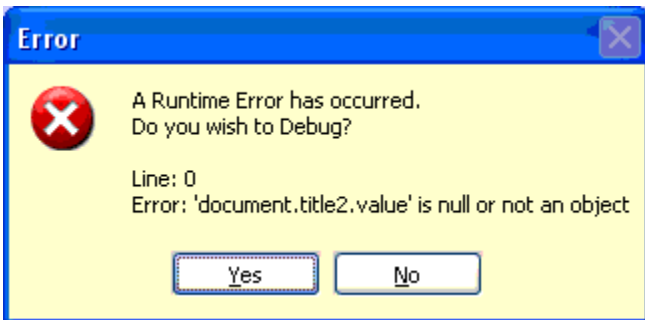 Error
A Runtime Error has occurred.
Do you wish to Debug?
Line: 0
Error: 'document.title2.value' is null or not an object
Yes No